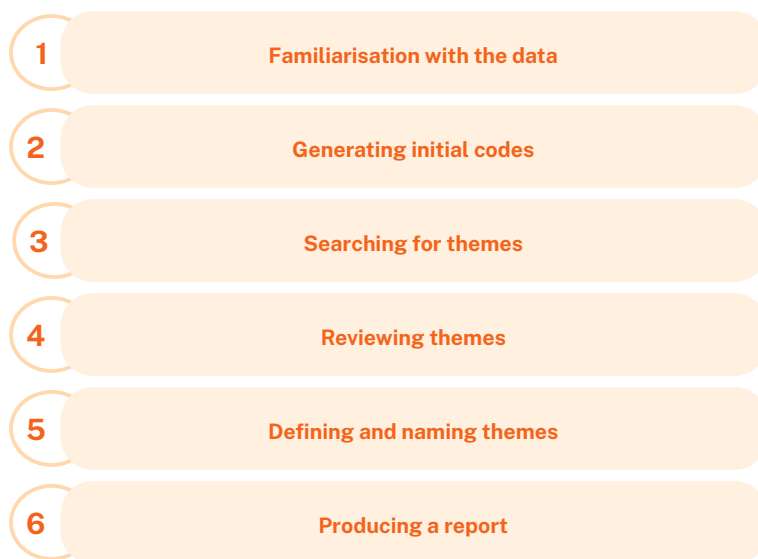 1 Familiarisation with the data
2 Generating initial codes
3 Searching for themes
4 Reviewing themes
5 Defining and naming themes
6 Producing a report